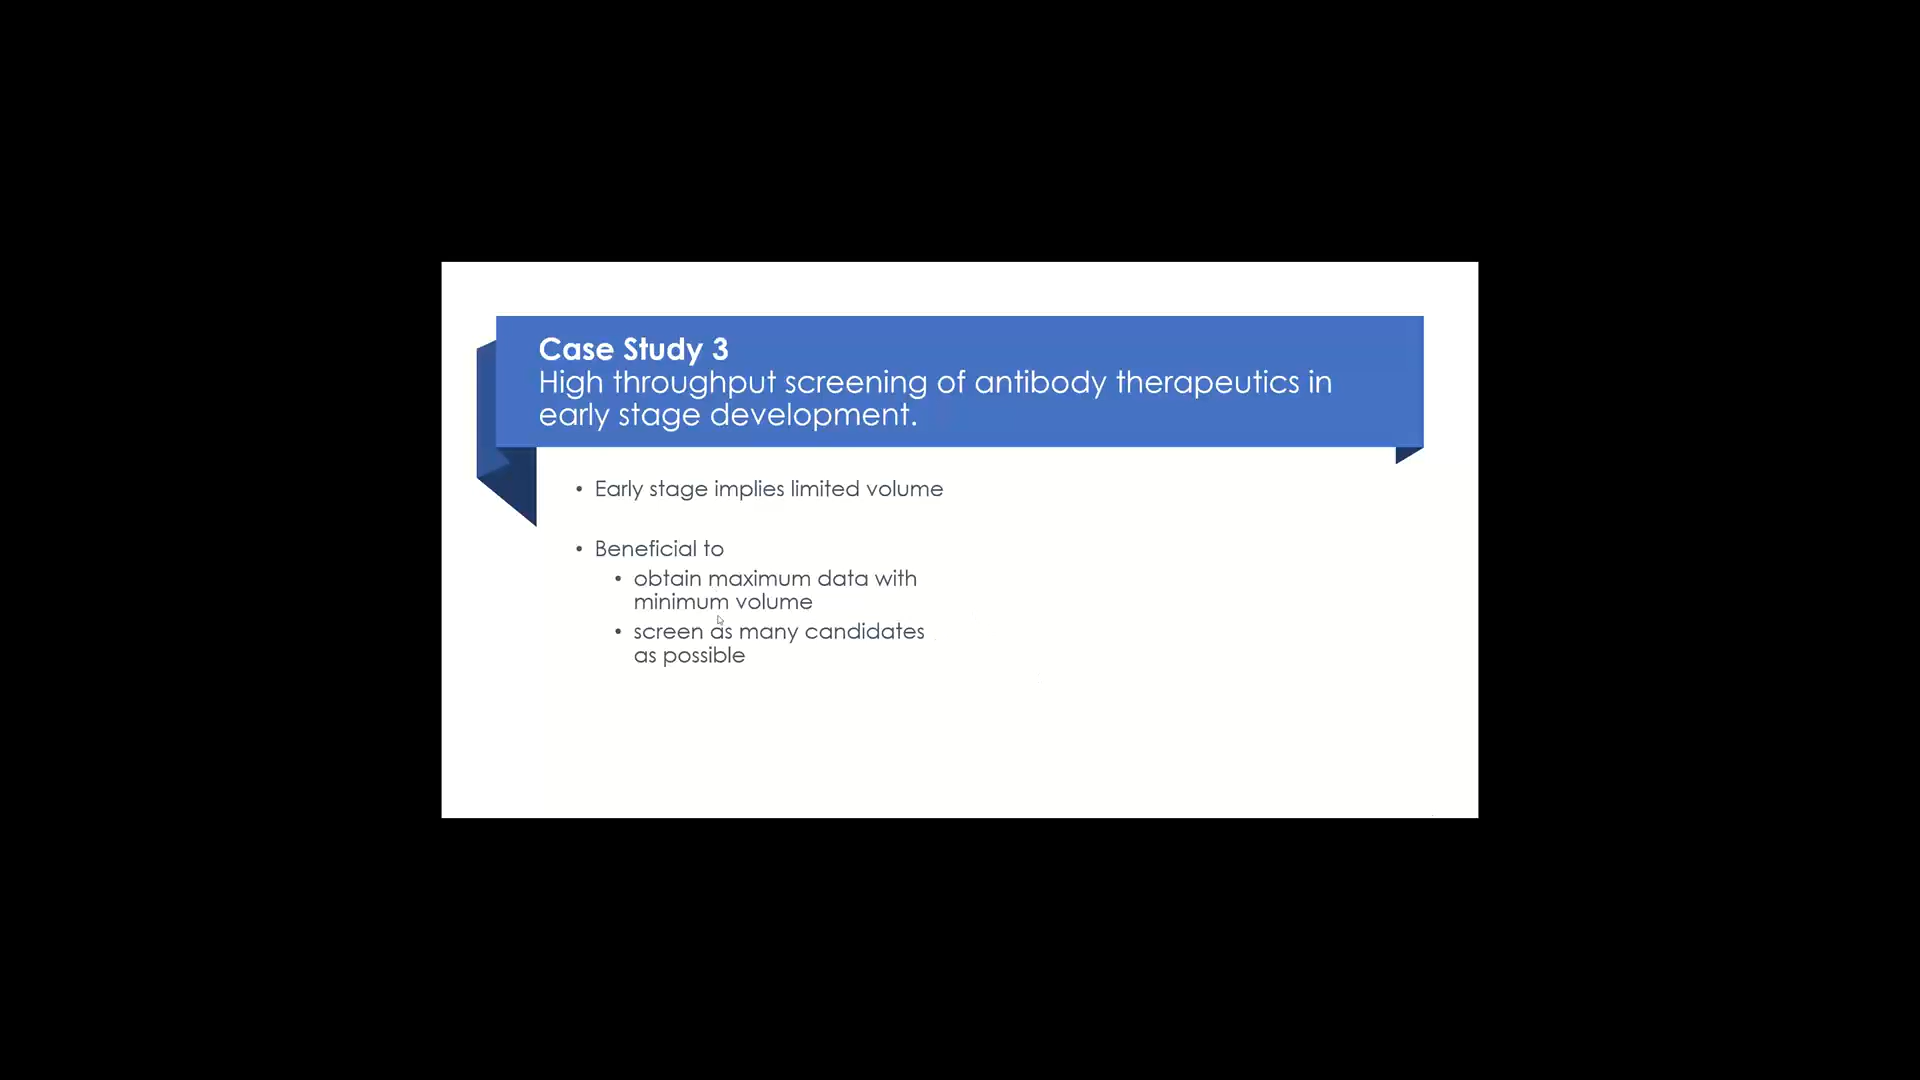 Case Study 3
High throughput screening of antibody therapeutics in
early stage development.
• Early stage implies limited volume
• Beneficial to
• obtain maximum data with
minimum volume
• screen as many candidates
as possible